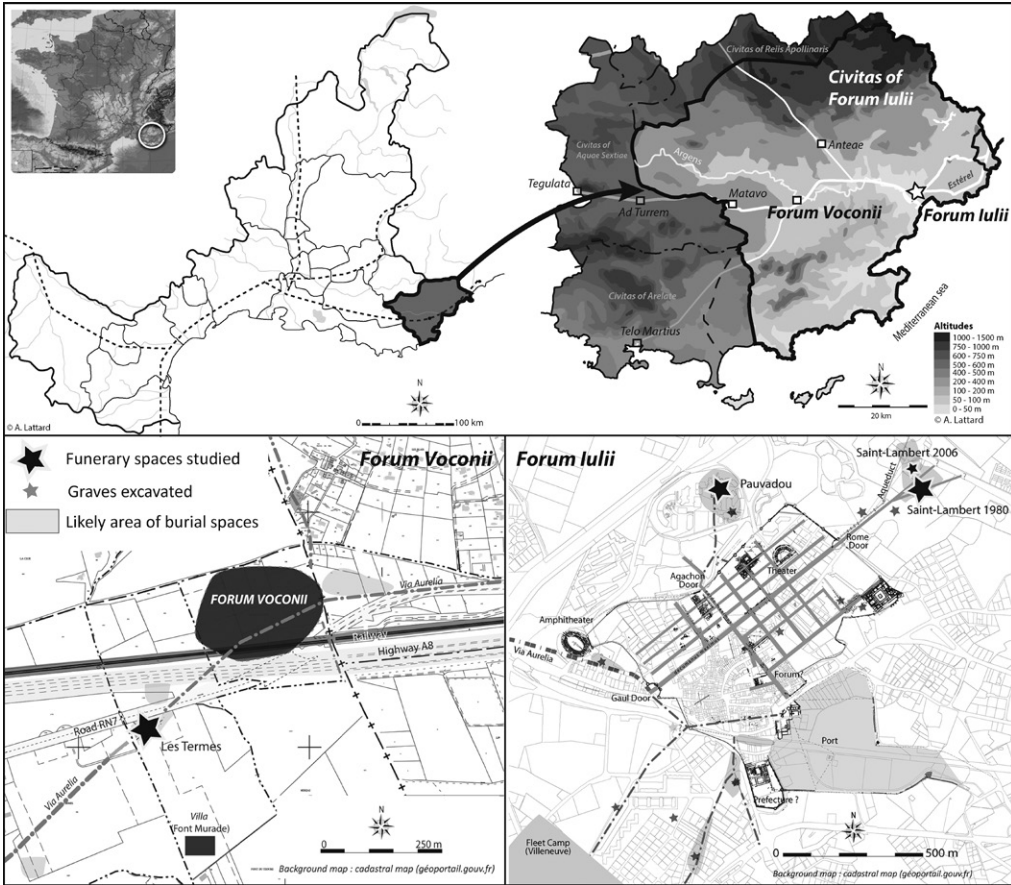 Civitas of Reiis Apollinaris
Civitas of
Forum Iulii
Civitas of
Aquae Sextiae
Anteae
Argens
Estérel
Tegulata
Matavo
Ad Turrem
Forum Voconii
Forum Iulii
Civitas of Arelate
Telo Martius
Mediterranean sea
Altitudes
1000 - 1500 m
750 - 1000 m
600 - 750 m
500 - 600 m
400 - 500 m
200 - 400 m
100 - 200 m
50 - 100 m
0 - 50 m
N
20 km
© A. Lattard
N
0 100 km
© A. Lattard
Funerary spaces studied
Graves excavated
Likely area of burial spaces
Forum Voconii
FORUM VOCONII
Via Aurelia
Railway
Highway A8
Road RN7
Les Termes
Via Aurelia
Villa
(Font Murade)
N
0 250 m
Background map : cadastral map (géoportail.gouv.fr)
Forum Iulii
Saint-Lambert 2006
Pauvadou
Aqueduct
Saint-Lambert 1980
Rome
Door
Theater
Agachon
Door
Amphitheater
Via Aurelia
Gaul Door
Forum?
Port
Prefecture ?
Fleet Camp
(Villeneuve)
N
0 500 m
Background map : cadastral map (géoportail.gouv.fr)